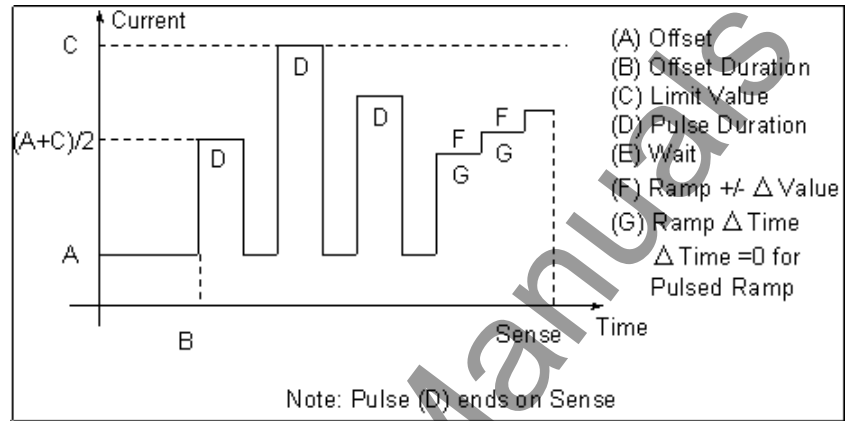 Current
C
(A+C)/2
A
D
D
D
F
G
F
G
B
Sense
Time
(A) Offset
(B) Offset Duration
(C) Limit Value
(D) Pulse Duration
(E) Wait
(F) Ramp +/- Δ Value
(G) Ramp Δ Time
Δ Time =0 for
Pulsed Ramp
Note: Pulse (D) ends on Sense
Manuals